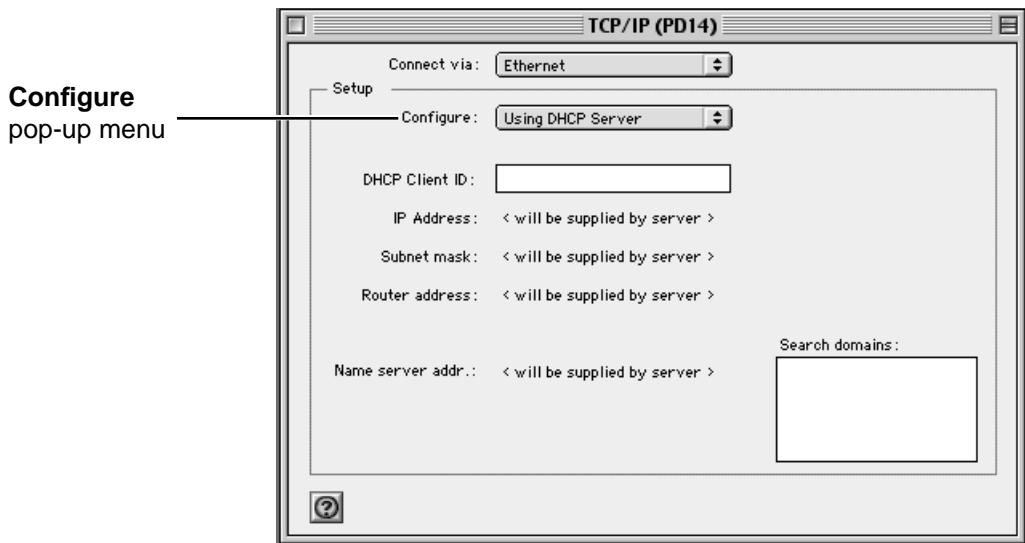 TCP/IP (PD14)
Connect via: Ethernet
Setup
Configure
pop-up menu
Configure: Using DHCP Server
DHCP Client ID:
IP Address: < will be supplied by server >
Subnet mask: < will be supplied by server >
Router address: < will be supplied by server >
Search domains:
Name server addr.: < will be supplied by server >
?